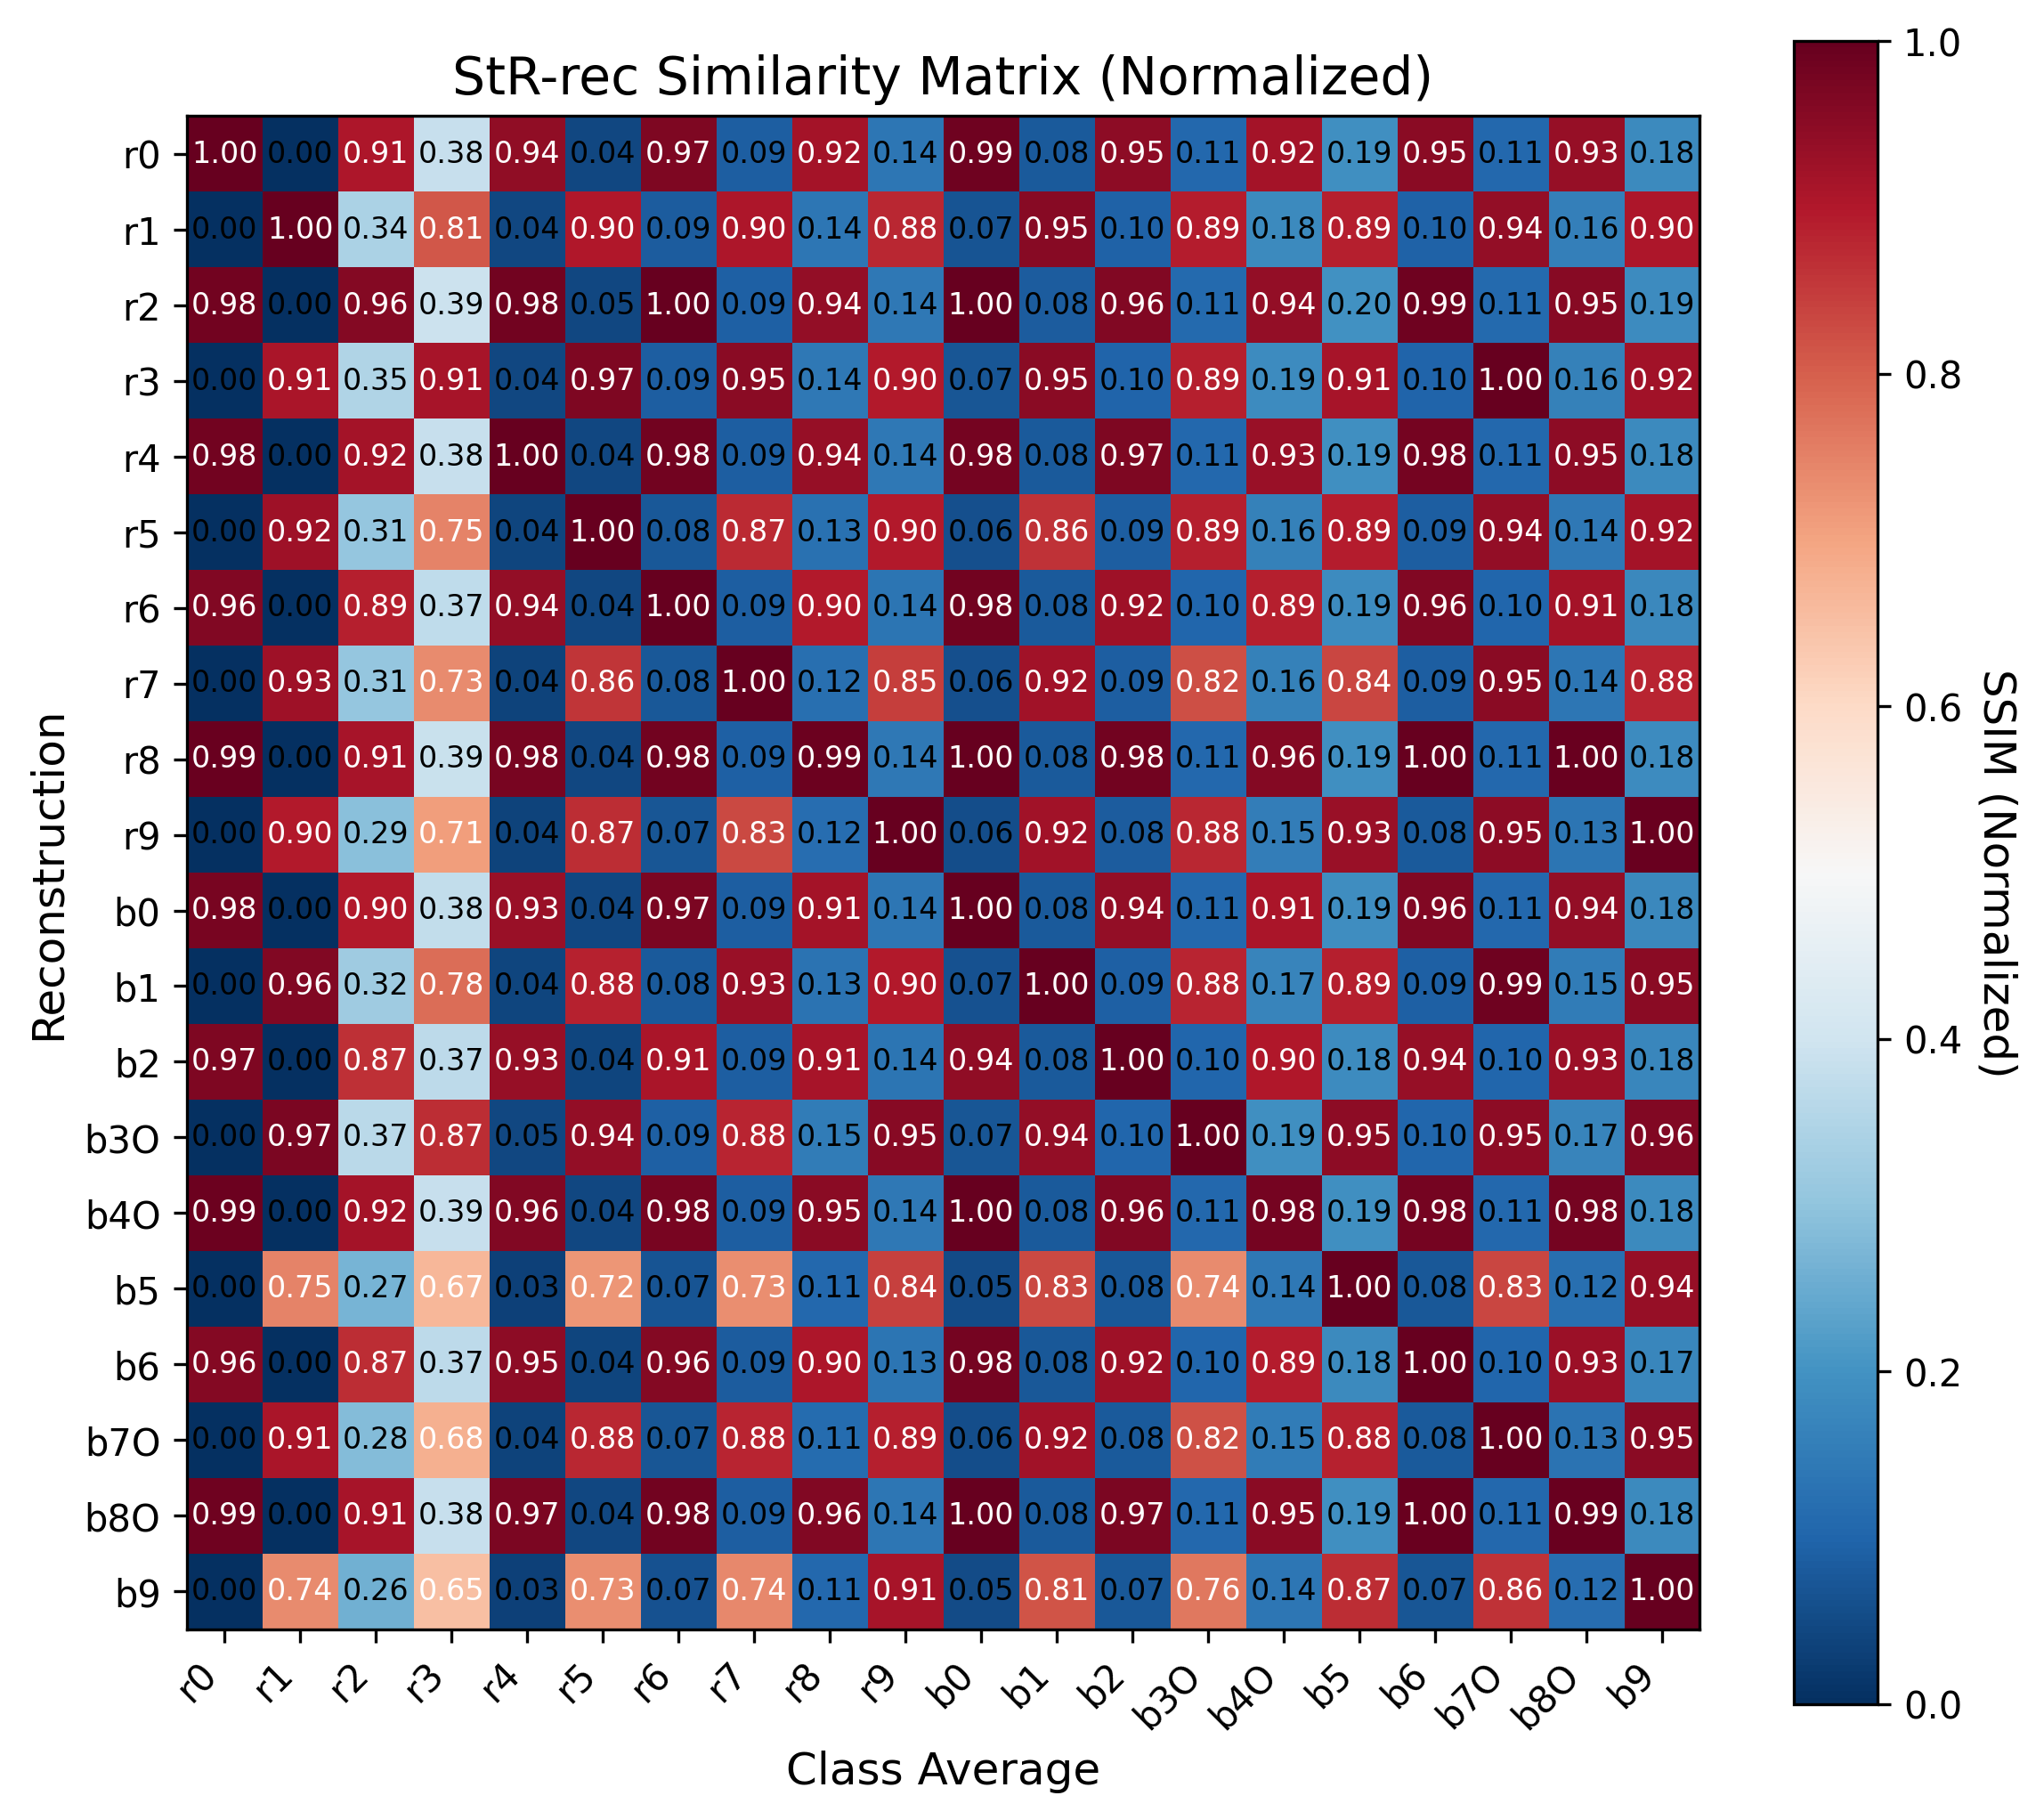 StR-rec Similarity Matrix (Normalized)
r0 1.00 0.00 0.91 0.38 0.94 0.04 0.97 0.09 0.92 0.14 0.99 0.08 0.95 0.11 0.92 0.19 0.95 0.11 0.93 0.18
r1 0.00 1.00 0.34 0.81 0.04 0.90 0.09 0.90 0.14 0.88 0.07 0.95 0.10 0.89 0.18 0.89 0.10 0.94 0.16 0.90
r2 0.98 0.00 0.96 0.39 0.98 0.05 1.00 0.09 0.94 0.14 1.00 0.08 0.96 0.11 0.94 0.20 0.99 0.11 0.95 0.19
r3 0.00 0.91 0.35 0.91 0.04 0.97 0.09 0.95 0.14 0.90 0.07 0.95 0.10 0.89 0.19 0.91 0.10 1.00 0.16 0.92
r4 0.98 0.00 0.92 0.38 1.00 0.04 0.98 0.09 0.94 0.14 0.98 0.08 0.97 0.11 0.93 0.19 0.98 0.11 0.95 0.18
r5 0.00 0.92 0.31 0.75 0.04 1.00 0.08 0.87 0.13 0.90 0.06 0.86 0.09 0.89 0.16 0.89 0.09 0.94 0.14 0.92
r6 0.96 0.00 0.89 0.37 0.94 0.04 1.00 0.09 0.90 0.14 0.98 0.08 0.92 0.10 0.89 0.19 0.96 0.10 0.91 0.18
r7 0.00 0.93 0.31 0.73 0.04 0.86 0.08 1.00 0.12 0.85 0.06 0.92 0.09 0.82 0.16 0.84 0.09 0.95 0.14 0.88
r8 0.99 0.00 0.91 0.39 0.98 0.04 0.98 0.09 0.99 0.14 1.00 0.08 0.98 0.11 0.96 0.19 1.00 0.11 1.00 0.18
r9 0.00 0.90 0.29 0.71 0.04 0.87 0.07 0.83 0.12 1.00 0.06 0.92 0.08 0.88 0.15 0.93 0.08 0.95 0.13 1.00
b0 0.98 0.00 0.90 0.38 0.93 0.04 0.97 0.09 0.91 0.14 1.00 0.08 0.94 0.11 0.91 0.19 0.96 0.11 0.94 0.18
b1 0.00 0.96 0.32 0.78 0.04 0.88 0.08 0.93 0.13 0.90 0.07 1.00 0.09 0.88 0.17 0.89 0.09 0.99 0.15 0.95
b2 0.97 0.00 0.87 0.37 0.93 0.04 0.91 0.09 0.91 0.14 0.94 0.08 1.00 0.10 0.90 0.18 0.94 0.10 0.93 0.18
b3O 0.00 0.97 0.37 0.87 0.05 0.94 0.09 0.88 0.15 0.95 0.07 0.94 0.10 1.00 0.19 0.95 0.10 0.95 0.17 0.96
b4O 0.99 0.00 0.92 0.39 0.96 0.04 0.98 0.09 0.95 0.14 1.00 0.08 0.96 0.11 0.98 0.19 0.98 0.11 0.98 0.18
b5 0.00 0.75 0.27 0.67 0.03 0.72 0.07 0.73 0.11 0.84 0.05 0.83 0.08 0.74 0.14 1.00 0.08 0.83 0.12 0.94
b6 0.96 0.00 0.87 0.37 0.95 0.04 0.96 0.09 0.90 0.13 0.98 0.08 0.92 0.10 0.89 0.18 1.00 0.10 0.93 0.17
b7O 0.00 0.91 0.28 0.68 0.04 0.88 0.07 0.88 0.11 0.89 0.06 0.92 0.08 0.82 0.15 0.88 0.08 1.00 0.13 0.95
b8O 0.99 0.00 0.91 0.38 0.97 0.04 0.98 0.09 0.96 0.14 1.00 0.08 0.97 0.11 0.95 0.19 1.00 0.11 0.99 0.18
b9 0.00 0.74 0.26 0.65 0.03 0.73 0.07 0.74 0.11 0.91 0.05 0.81 0.07 0.76 0.14 0.87 0.07 0.86 0.12 1.00
r0 r1 r2 r3 r4 r5 r6 r7 r8 r9 b0 b1 b2 b3O b4O b5 b6 b7O b8O b9
Class Average
Reconstruction
1.0
0.8
0.6
0.4
0.2
0.0
SSIM (Normalized)